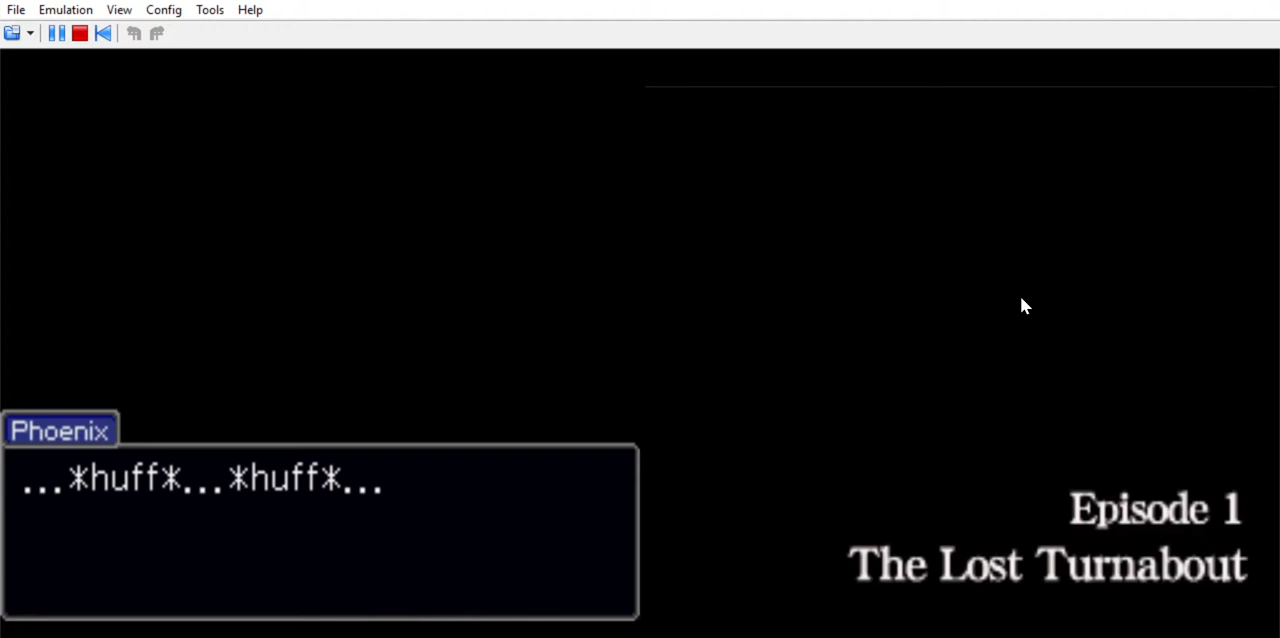 File Emulation View Config Tools Help
Phoenix
...*huff*...*huff*...
Episode 1
The Lost Turnabout